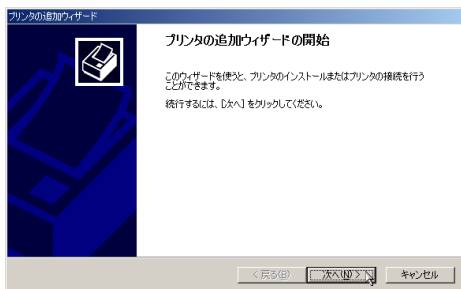 プリンタの追加ウィザード
プリンタの追加ウィザードの開始
このウィザードを使うと、プリンタのインストールまたはプリンタの接続を行う
ことができます。
続行するには、[次へ] をクリックしてください。
< 戻る(B)
次へ(N) >
キャンセル